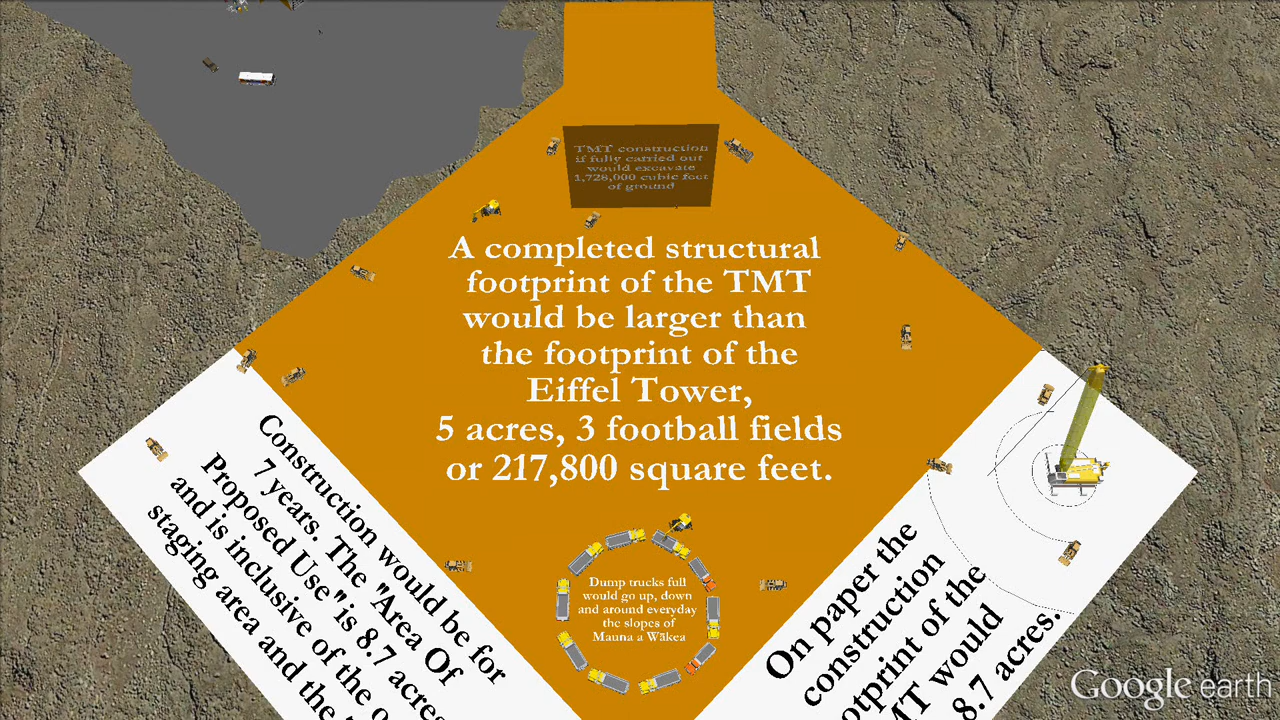 TMT construction
if fully carried out
would excavate
1,728,000 cubic feet
of ground
A completed structural
footprint of the TMT
would be larger than
the footprint of the
Eiffel Tower,
5 acres, 3 football fields
or 217,800 square feet.
Dump trucks full
would go up, down
and around everyday
the slopes of
Mauna a Wākea
Construction would be for
7 years. The "Area Of
Proposed Use" is 8.7 acres
and is inclusive of the
staging area and the
On paper the
construction
of the
would
8.7 acres.
Google earth